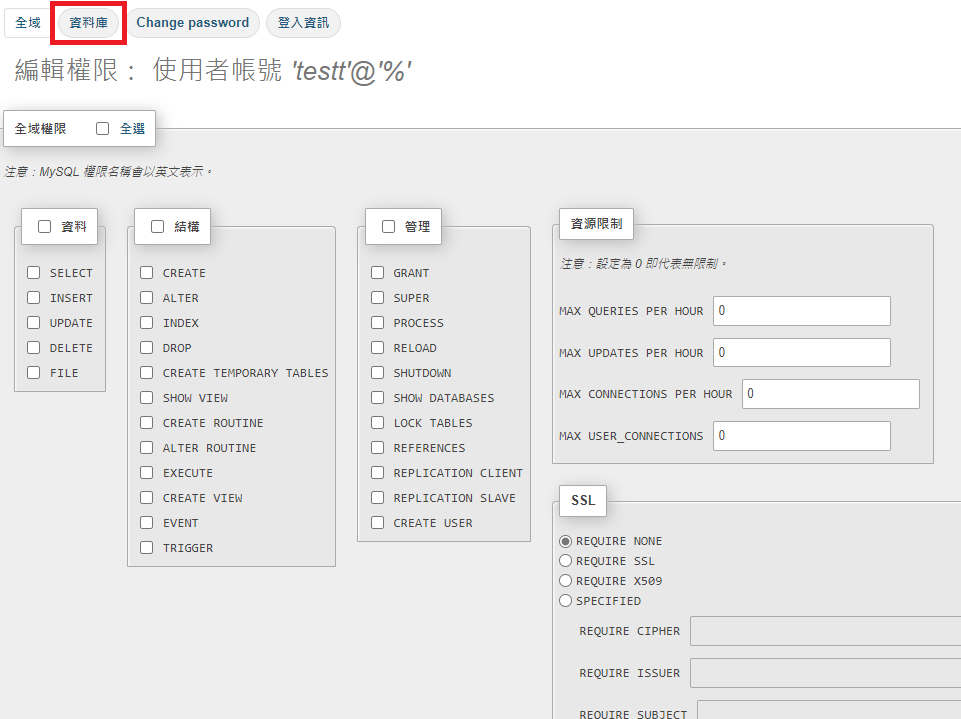 全域 資料庫 Change password 登入資訊
編輯權限： 使用者帳號 'testt'@'%'
全域權限 全選
注意：MySQL 權限名稱會以英文表示。
資料
SELECT
INSERT
UPDATE
DELETE
FILE
結構
CREATE
ALTER
INDEX
DROP
CREATE TEMPORARY TABLES
SHOW VIEW
CREATE ROUTINE
ALTER ROUTINE
EXECUTE
CREATE VIEW
EVENT
TRIGGER
管理
GRANT
SUPER
PROCESS
RELOAD
SHUTDOWN
SHOW DATABASES
LOCK TABLES
REFERENCES
REPLICATION CLIENT
REPLICATION SLAVE
CREATE USER
資源限制
注意：設定為 0 即代表無限制。
MAX QUERIES PER HOUR 0
MAX UPDATES PER HOUR 0
MAX CONNECTIONS PER HOUR 0
MAX USER_CONNECTIONS 0
SSL
REQUIRE NONE
REQUIRE SSL
REQUIRE X509
SPECIFIED
REQUIRE CIPHER
REQUIRE ISSUER
REQUIRE SUBJECT